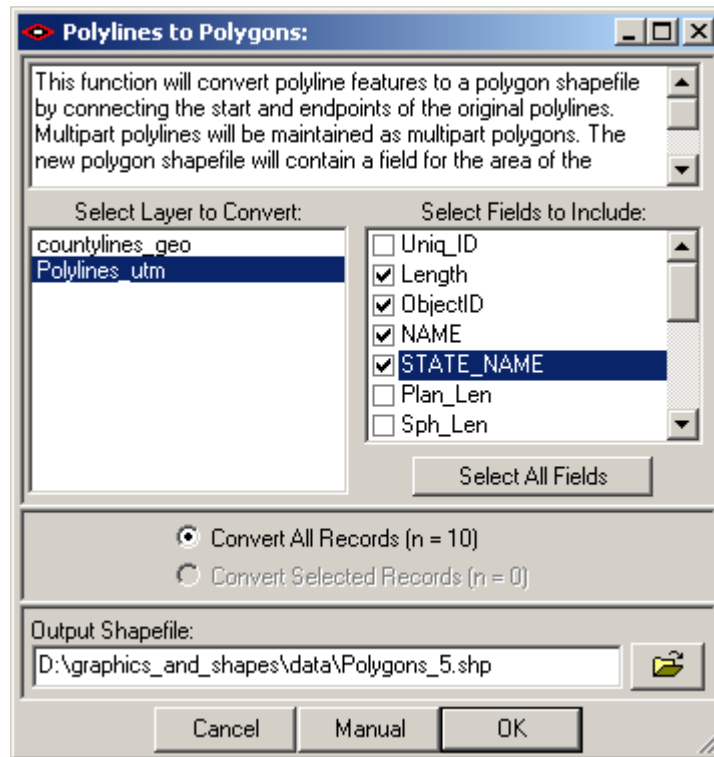 Polylines to Polygons:
This function will convert polyline features to a polygon shapefile
by connecting the start and endpoints of the original polylines.
Multipart polylines will be maintained as multipart polygons. The
new polygon shapefile will contain a field for the area of the
Select Layer to Convert:
countylines_geo
Polylines_utm
Select Fields to Include:
Uniq_ID
Length
ObjectID
NAME
STATE_NAME
Plan_Len
Sph_Len
Select All Fields
Convert All Records (n = 10)
Convert Selected Records (n = 0)
Output Shapefile:
D:\graphics_and_shapes\data\Polygons_5.shp
Cancel
Manual
OK